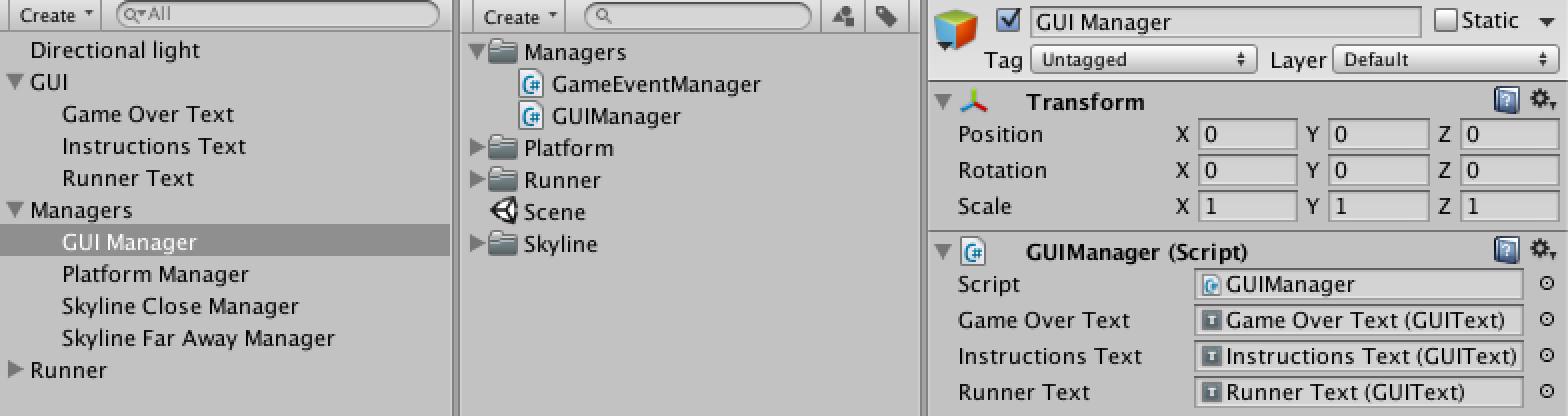 Create
All
Directional light
GUI
Game Over Text
Instructions Text
Runner Text
Managers
GUI Manager
Platform Manager
Skyline Close Manager
Skyline Far Away Manager
Runner
Create
Managers
C# GameEventManager
C# GUIManager
Platform
Runner
Scene
Skyline
GUI Manager Static
Tag Untagged Layer Default
Transform ?
Position X 0 Y 0 Z 0
Rotation X 0 Y 0 Z 0
Scale X 1 Y 1 Z 1
C# GUIManager (Script) ?
Script C# GUIManager
Game Over Text T Game Over Text (GUIText)
Instructions Text T Instructions Text (GUIText)
Runner Text T Runner Text (GUIText)